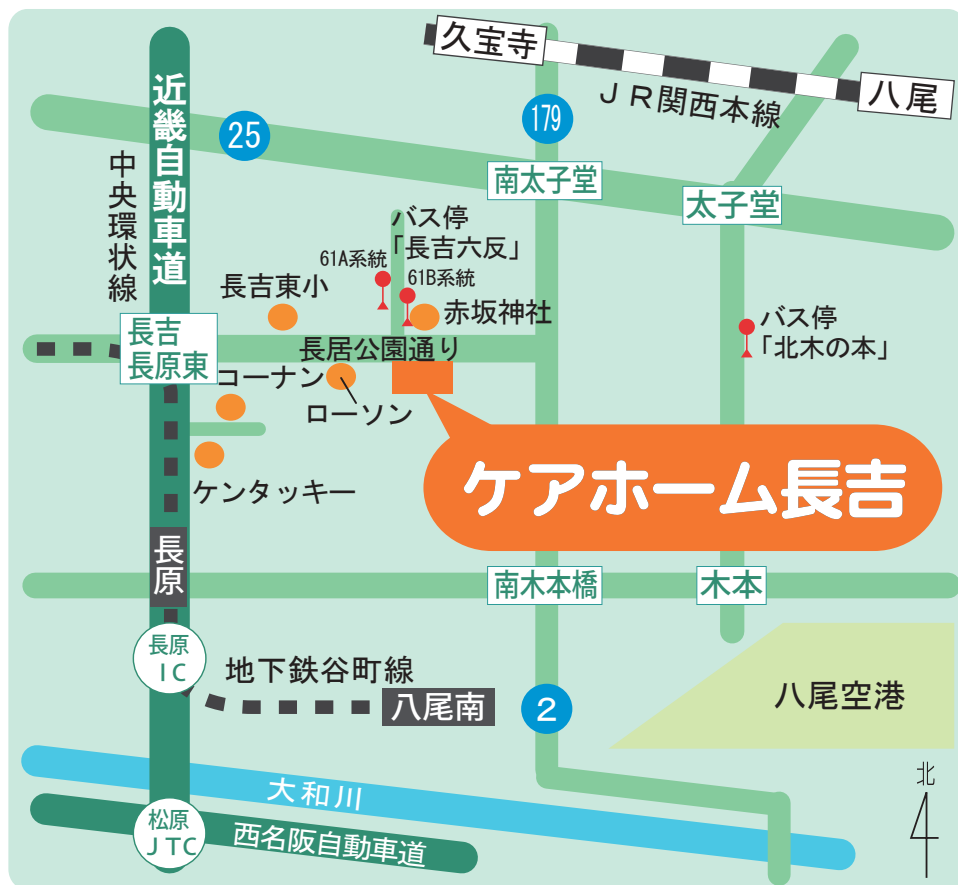 久宝寺
八尾
JR関西本線
近畿自動車道
中央環状線
25
179
南太子堂
太子堂
バス停
「長吉六反」
61A系統
61B系統
長吉東小
赤坂神社
バス停
「北木の本」
長吉
長原東
長居公園通り
コーナン
ローソン
ケンタッキー
ケアホーム長吉
長原
南木本橋
木本
長原
IC
地下鉄谷町線
八尾南
2
八尾空港
大和川
北
松原
JTC
西名阪自動車道